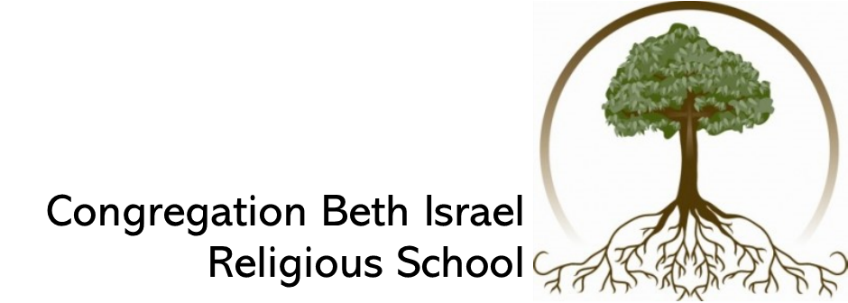 Congregation Beth Israel
Religious School